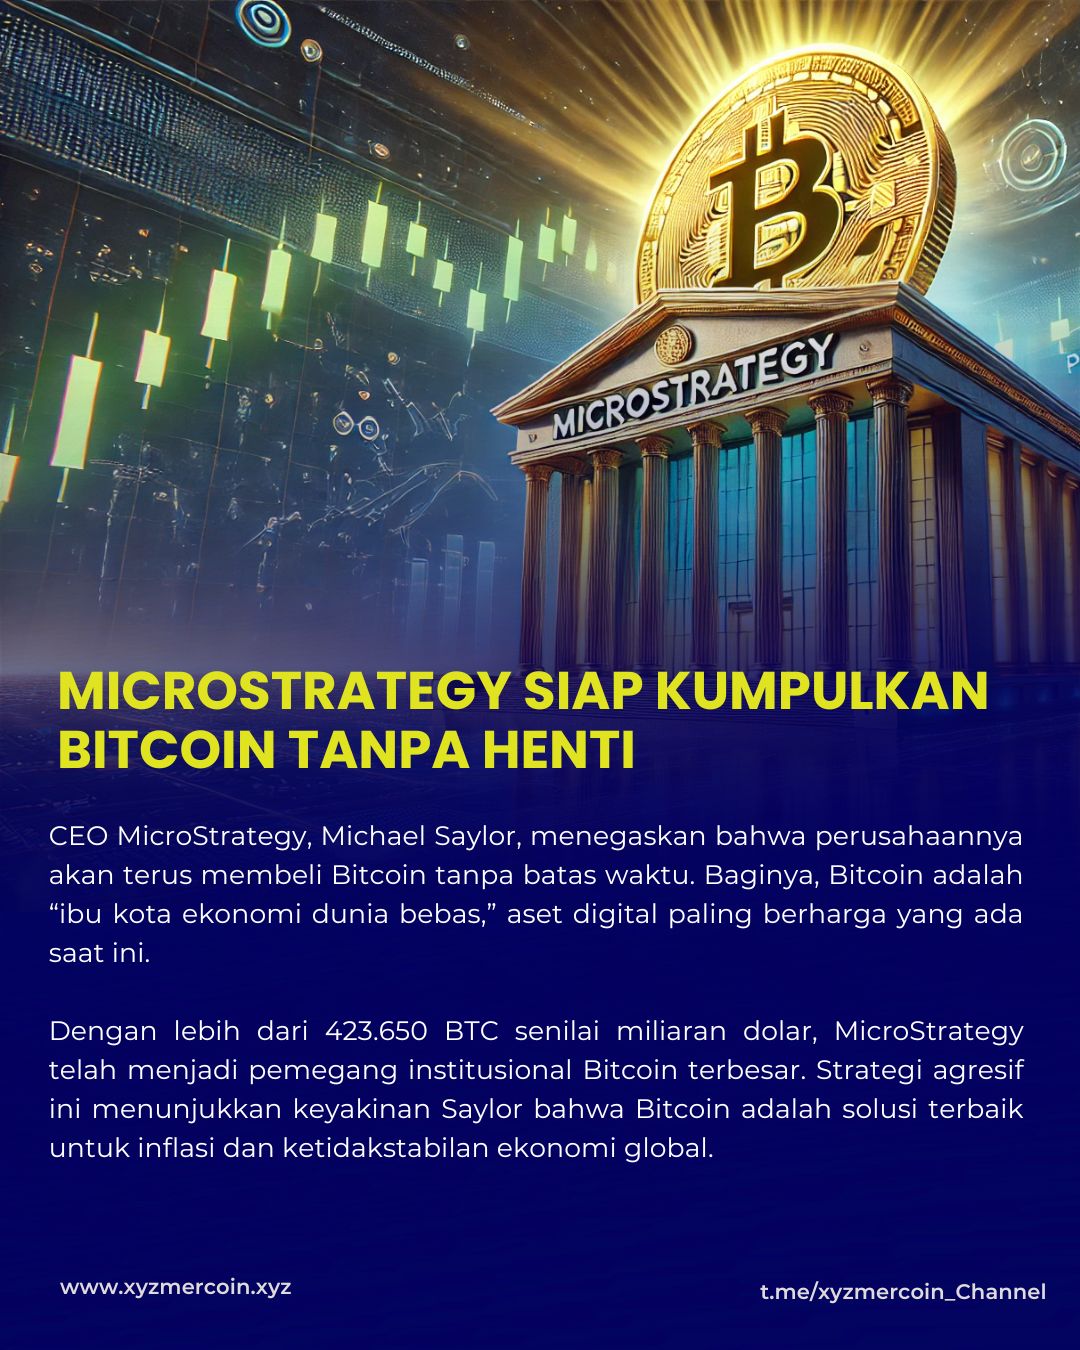 MICROSTRATEGY
MICROSTRATEGY SIAP KUMPULKAN
BITCOIN TANPA HENTI
CEO MicroStrategy, Michael Saylor, menegaskan bahwa perusahaannya
akan terus membeli Bitcoin tanpa batas waktu. Baginya, Bitcoin adalah
“ibu kota ekonomi dunia bebas,” aset digital paling berharga yang ada
saat ini.
Dengan lebih dari 423.650 BTC senilai miliaran dolar, MicroStrategy
telah menjadi pemegang institusional Bitcoin terbesar. Strategi agresif
ini menunjukkan keyakinan Saylor bahwa Bitcoin adalah solusi terbaik
untuk inflasi dan ketidakstabilan ekonomi global.
www.xyzmercoin.xyz
t.me/xyzmercoin_Channel